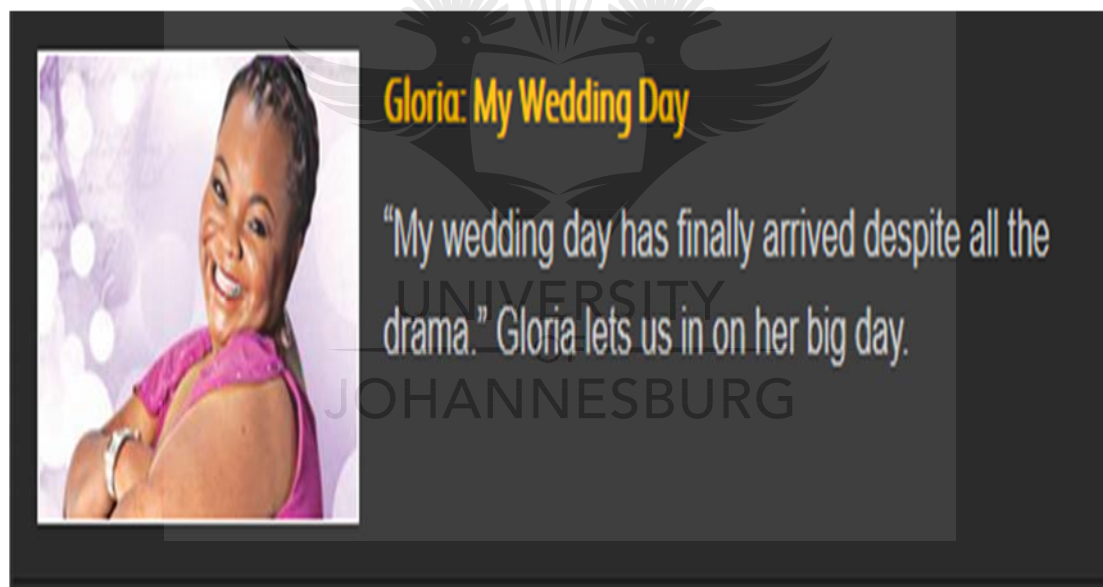 Gloria: My Wedding Day
“My wedding day has finally arrived despite all the
drama.” Gloria lets us in on her big day.
UNIVERSITY
OF
JOHANNESBURG